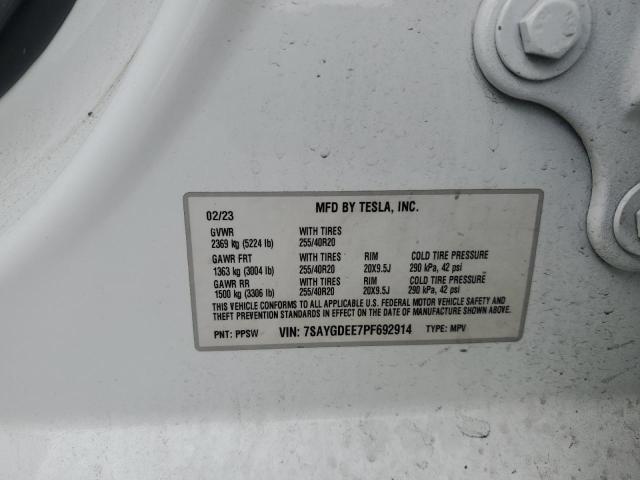 02/23 MFD BY TESLA, INC.
GVWR WITH TIRES
2369 kg (5224 lb) 255/40R20
GAWR FRT WITH TIRES RIM COLD TIRE PRESSURE
1363 kg (3004 lb) 255/40R20 20X9.5J 290 kPa, 42 psi
GAWR RR WITH TIRES RIM COLD TIRE PRESSURE
1500 kg (3306 lb) 255/40R20 20X9.5J 290 kPa, 42 psi
THIS VEHICLE CONFORMS TO ALL APPLICABLE U.S. FEDERAL MOTOR VEHICLE SAFETY AND
THEFT PREVENTION STANDARDS IN EFFECT ON THE DATE OF MANUFACTURE SHOWN ABOVE.
PNT: PPSW VIN: 7SAYGDEE7PF692914 TYPE: MPV